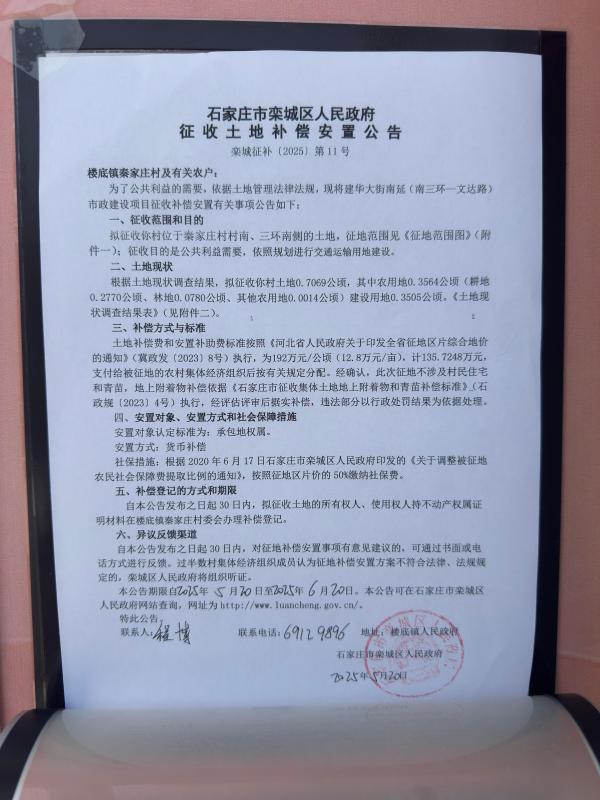 石家庄市栾城区人民政府
征收土地补偿安置公告
栾城征补〔2025〕第11号
楼底镇秦家庄村及有关农户：
为了公共利益的需要，依据土地管理法律法规，现将建华大街南延（南三环—文达路）
市政建设项目征收补偿安置有关事项公告如下：
一、征收范围和目的
拟征收你村位于秦家庄村村南、三环南侧的土地，征地范围见《征地范围图》（附
件一）；征收目的是公共利益需要，依照规划进行交通运输用地建设。
二、土地现状
根据土地现状调查结果，拟征收你村土地0.7069公顷，其中农用地0.3564公顷（耕地
0.2770公顷、林地0.0780公顷、其他农用地0.0014公顷）建设用地0.3505公顷。《土地现
状调查结果表》（见附件二）。
三、补偿方式与标准
土地补偿费和安置补助费标准按照《河北省人民政府关于印发全省征地区片综合地价
的通知》（冀政发〔2023〕8号）执行，为192万元/公顷（12.8万元/亩），计135.7248万元，
支付给被征地的农村集体经济组织后按有关规定分配。经确认，此次征地不涉及村民住宅
和青苗，地上附着物补偿依据《石家庄市征收集体土地地上附着物和青苗补偿标准》（石
政规〔2023〕4号）执行，经评估评审后据实补偿，违法部分以行政处罚结果为依据处理。
四、安置对象、安置方式和社会保障措施
安置对象认定标准为：承包地权属。
安置方式：货币补偿
社保措施：根据2020年6月17日石家庄市栾城区人民政府印发的《关于调整被征地
农民社会保障费提取比例的通知》，按照征地区片价的50%缴纳社保费。
五、补偿登记的方式和期限
自本公告发布之日起30日内，拟征收土地的所有权人、使用权人持不动产权属证
明材料在楼底镇秦家庄村委会办理补偿登记。
六、异议反馈渠道
自本公告发布之日起30日内，对征地补偿安置事项有意见建议的，可通过书面或电
话方式进行反馈。过半数村集体经济组织成员认为征地补偿安置方案不符合法律、法规规
定的，栾城区人民政府将组织听证。
本公告期限自2025年5月20日至2025年6月20日。本公告可在石家庄市栾城区
人民政府网站查询，网址为http://www.luancheng.gov.cn/。
特此公告。
联系人：程博 联系电话：69129896 地址：楼底镇人民政府
石家庄市栾城区人民政府
2025年5月20日